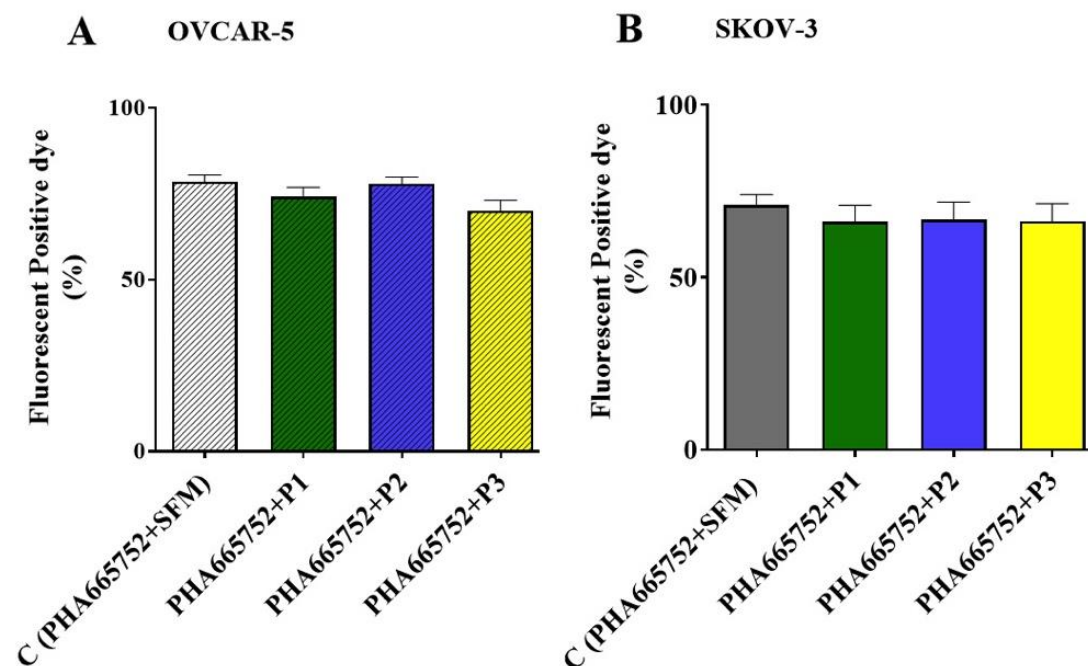 A OVCAR-5
Fluorescent Positive dye
(%)
100
50
0
C (PHA665752+SFM)
PHA665752+P1
PHA665752+P2
PHA665752+P3
B SKOV-3
Fluorescent Positive dye
(%)
100
50
0
C (PHA665752+SFM)
PHA665752+P1
PHA665752+P2
PHA665752+P3